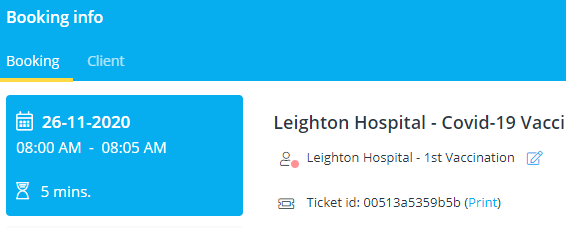 Booking info
Booking Client
26-11-2020
08:00 AM - 08:05 AM
5 mins.
Leighton Hospital - Covid-19 Vacci
Leighton Hospital - 1st Vaccination
Ticket id: 00513a5359b5b (Print)